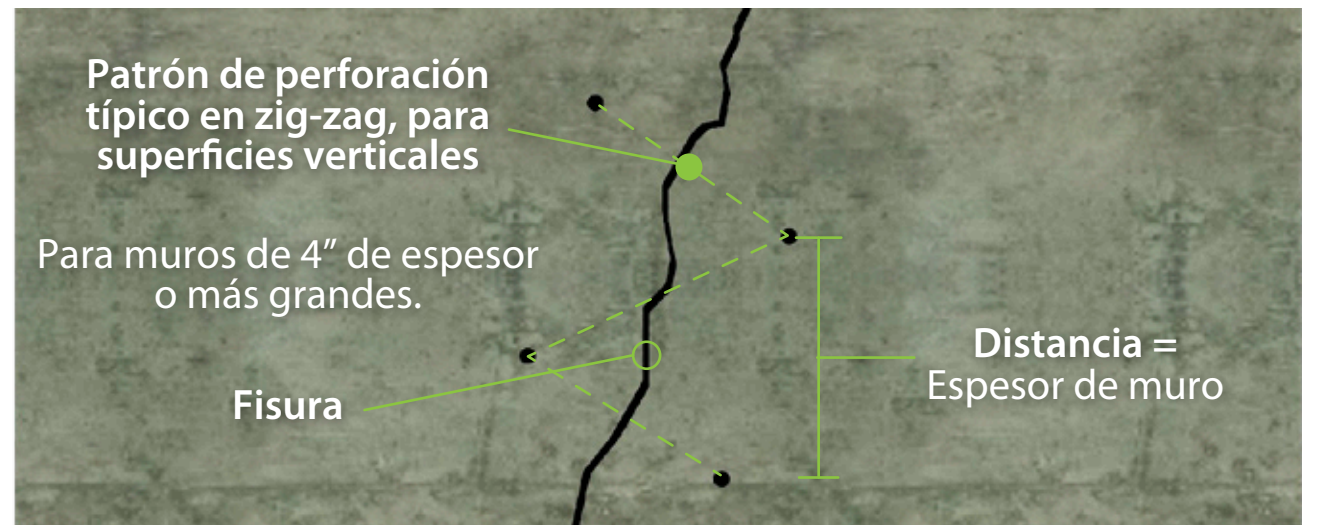 Patrón de perforación
típico en zig-zag, para
superficies verticales
Para muros de 4” de espesor
o más grandes.
Fisura
Distancia =
Espesor de muro